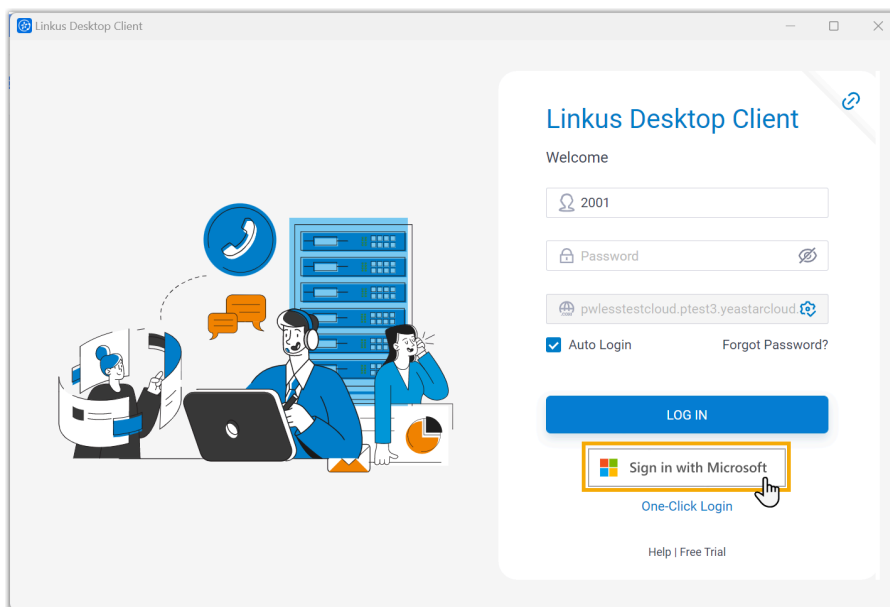 Linkus Desktop Client
Linkus Desktop Client
Welcome
2001
Password
pwlesstestcloud.ptest3.yeastarcloud.
Auto Login
Forgot Password?
LOG IN
Sign in with Microsoft
One-Click Login
Help | Free Trial